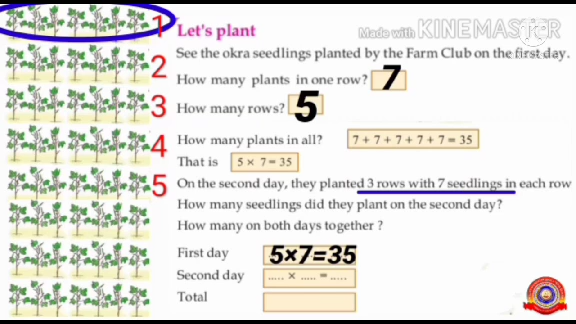 1
Let's plant
Made with KINEMASTER
See the okra seedlings planted by the Farm Club on the first day.
2
How many plants in one row? 7
3
How many rows? 5
4
How many plants in all? 7 + 7 + 7 + 7 + 7 = 35
That is 5 × 7 = 35
5
On the second day, they planted 3 rows with 7 seedlings in each row
How many seedlings did they plant on the second day?
How many on both days together ?
First day 5×7=35
Second day ..... × ..... = .....
Total